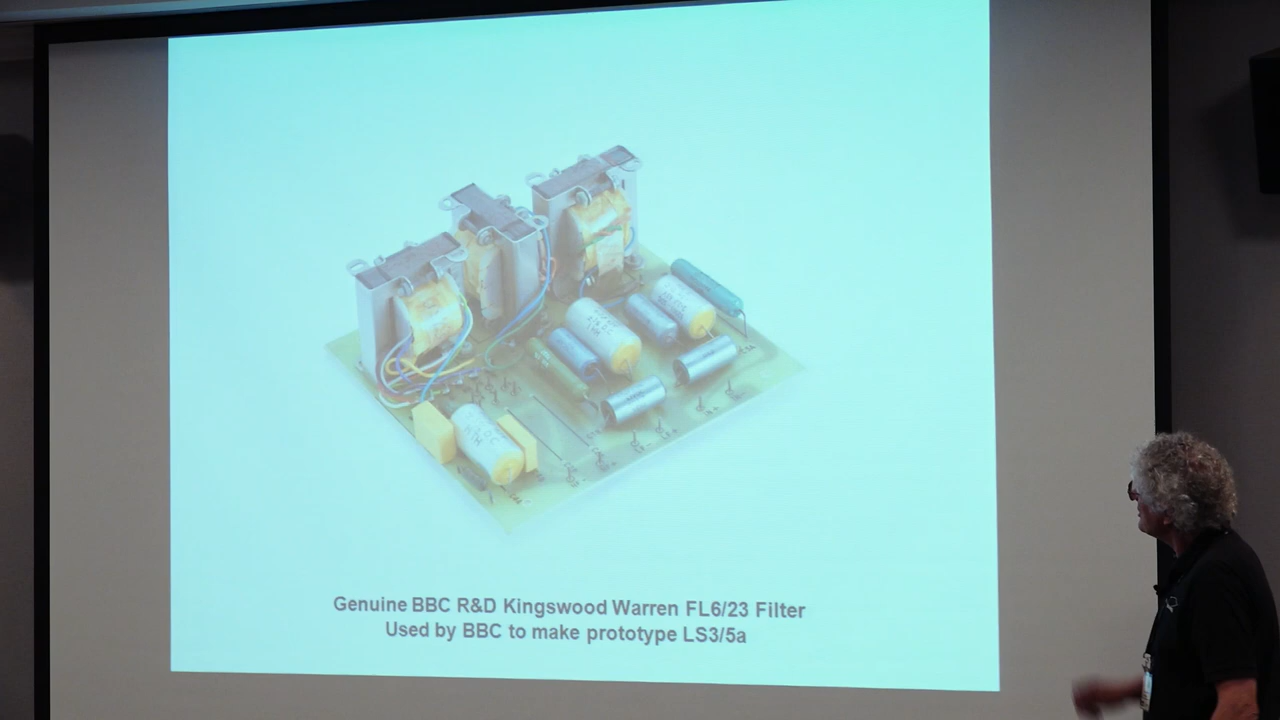 Genuine BBC R&D Kingswood Warren FL6/23 Filter
Used by BBC to make prototype LS3/5a